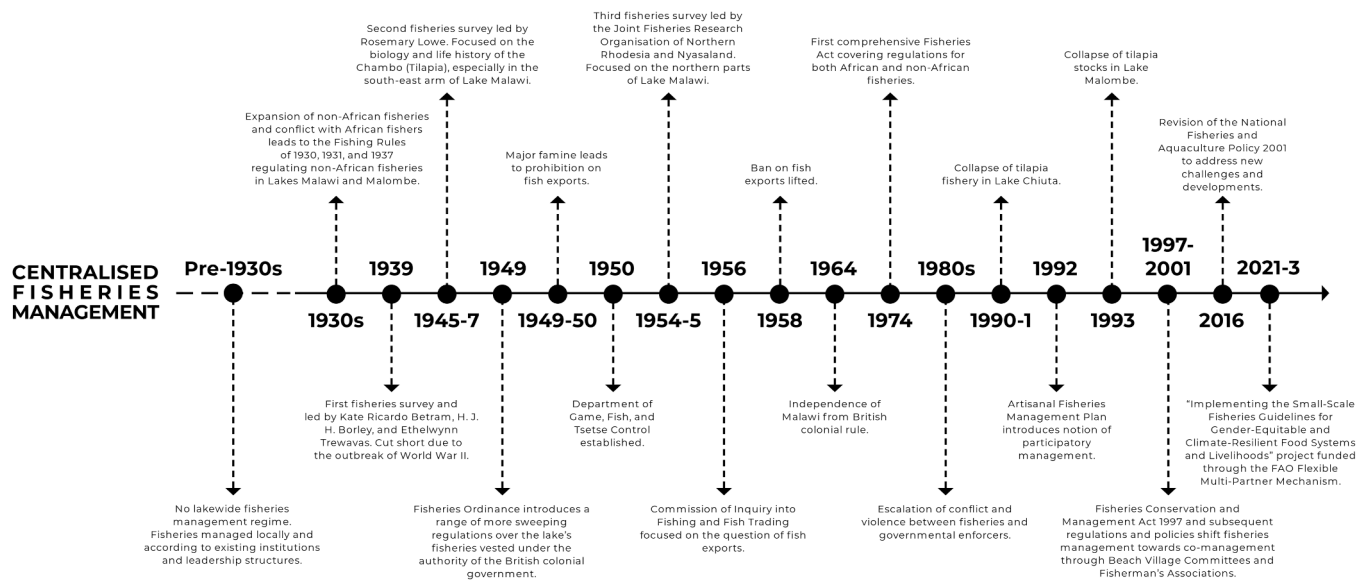 Second fisheries survey led by
Rosemary Lowe. Focused on the
biology and life history of the
Chambo (Tilapia), especially in the
south-east arm of Lake Malawi.
Third fisheries survey led by
the Joint Fisheries Research
Organisation of Northern
Rhodesia and Nyasaland.
Focused on the northern parts
of Lake Malawi.
First comprehensive Fisheries
Act covering regulations for
both African and non-African
fisheries.
Collapse of tilapia
stocks in Lake
Malombe.
Expansion of non-African fisheries
and conflict with African fishers
leads to the Fishing Rules
of 1930, 1931, and 1937
regulating non-African fisheries
in Lakes Malawi and Malombe.
Major famine leads
to prohibition on
fish exports.
Ban on fish
exports lifted.
Collapse of tilapia
fishery in Lake Chiuta.
Revision of the National
Fisheries and
Aquaculture Policy 2001
to address new
challenges and
developments.
CENTRALISED
FISHERIES
MANAGEMENT
Pre-1930s
1930s
1939
1945-7
1949
1949-50
1950
1954-5
1956
1958
1964
1974
1980s
1990-1
1992
1993
1997-
2001
2016
2021-3
First fisheries survey and
led by Kate Ricardo Betram, H. J.
H. Borley, and Ethelwynn
Trewavas. Cut short due to
the outbreak of World War II.
Department of
Game, Fish, and
Tsetse Control
established.
Independence of
Malawi from British
colonial rule.
Artisanal Fisheries
Management Plan
introduces notion of
participatory
management.
“Implementing the Small-Scale
Fisheries Guidelines for
Gender-Equitable and
Climate-Resilient Food Systems
and Livelihoods” project funded
through the FAO Flexible
Multi-Partner Mechanism.
No lakewide fisheries
management regime.
Fisheries managed locally and
according to existing institutions
and leadership structures.
Fisheries Ordinance introduces a
range of more sweeping
regulations over the lake’s
fisheries vested under the
authority of the British colonial
government.
Commission of Inquiry into
Fishing and Fish Trading
focused on the question of fish
exports.
Escalation of conflict and
violence between fisheries and
governmental enforcers.
Fisheries Conservation and
Management Act 1997 and subsequent
regulations and policies shift fisheries
management towards co-management
through Beach Village Committees and
Fisherman’s Associations.